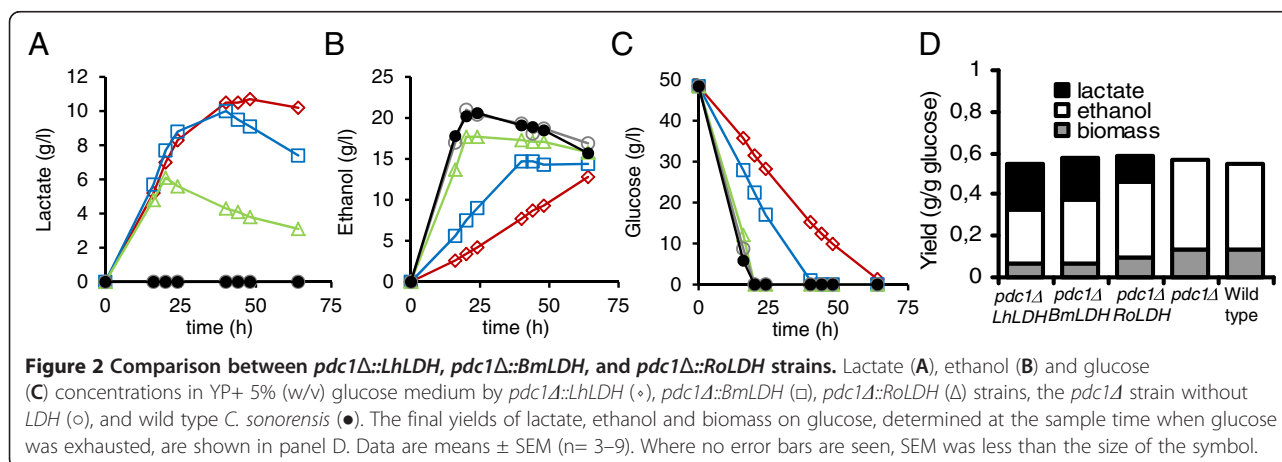 A
B
C
D
Lactate (g/l)
12
10
8
6
4
2
0
0 25 50 75
time (h)
Ethanol (g/l)
25
20
15
10
5
0
0 25 50 75
time (h)
Glucose (g/l)
50
40
30
20
10
0
0 25 50 75
time (h)
Yield (g/g glucose)
1
0,8
0,6
0,4
0,2
0
lactate
ethanol
biomass
pdc1Δ LhLDH
pdc1Δ BmLDH
pdc1Δ RoLDH
pdc1Δ
Wild type
Figure 2 Comparison between pdc1Δ::LhLDH, pdc1Δ::BmLDH, and pdc1Δ::RoLDH strains. Lactate (A), ethanol (B) and glucose
(C) concentrations in YP+ 5% (w/v) glucose medium by pdc1Δ::LhLDH (⋄), pdc1Δ::BmLDH (□), pdc1Δ::RoLDH (Δ) strains, the pdc1Δ strain without
LDH (○), and wild type C. sonorensis (●). The final yields of lactate, ethanol and biomass on glucose, determined at the sample time when glucose
was exhausted, are shown in panel D. Data are means ± SEM (n= 3–9). Where no error bars are seen, SEM was less than the size of the symbol.